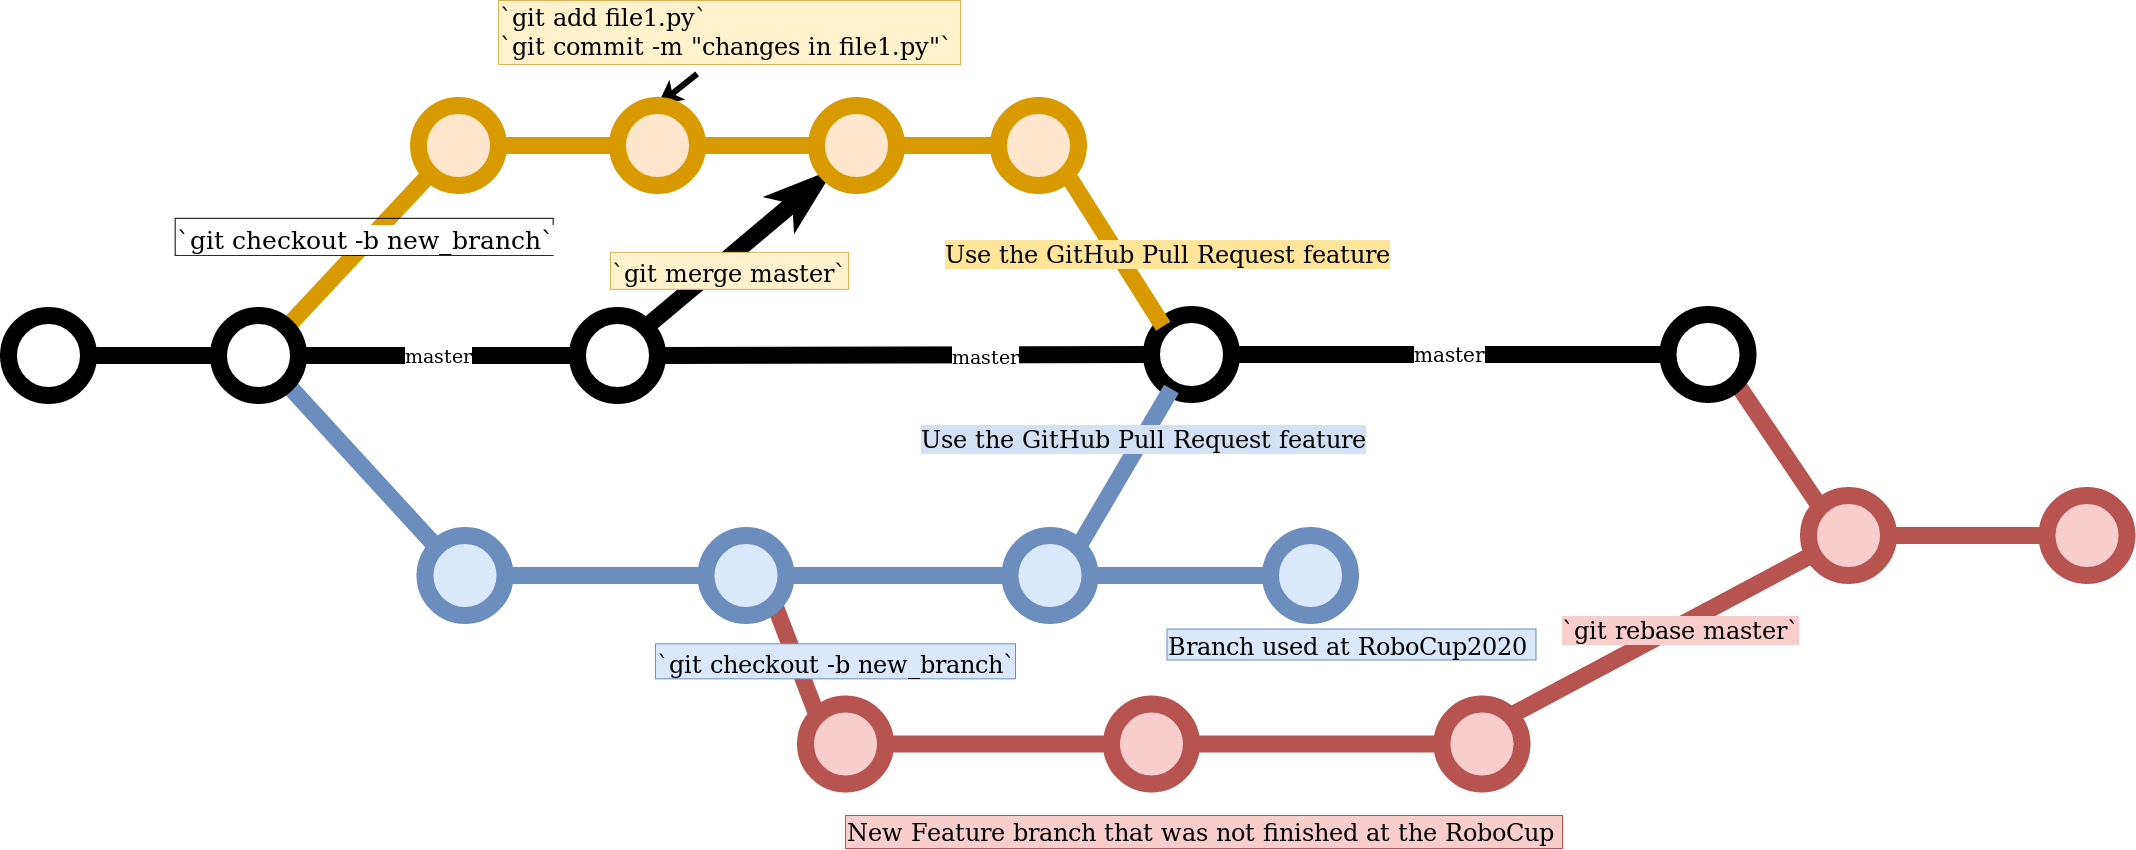 `git add file1.py`
`git commit -m "changes in file1.py"`
`git checkout -b new_branch`
`git merge master`
Use the GitHub Pull Request feature
master
master
master
Use the GitHub Pull Request feature
`git checkout -b new_branch`
Branch used at RoboCup2020
`git rebase master`
New Feature branch that was not finished at the RoboCup